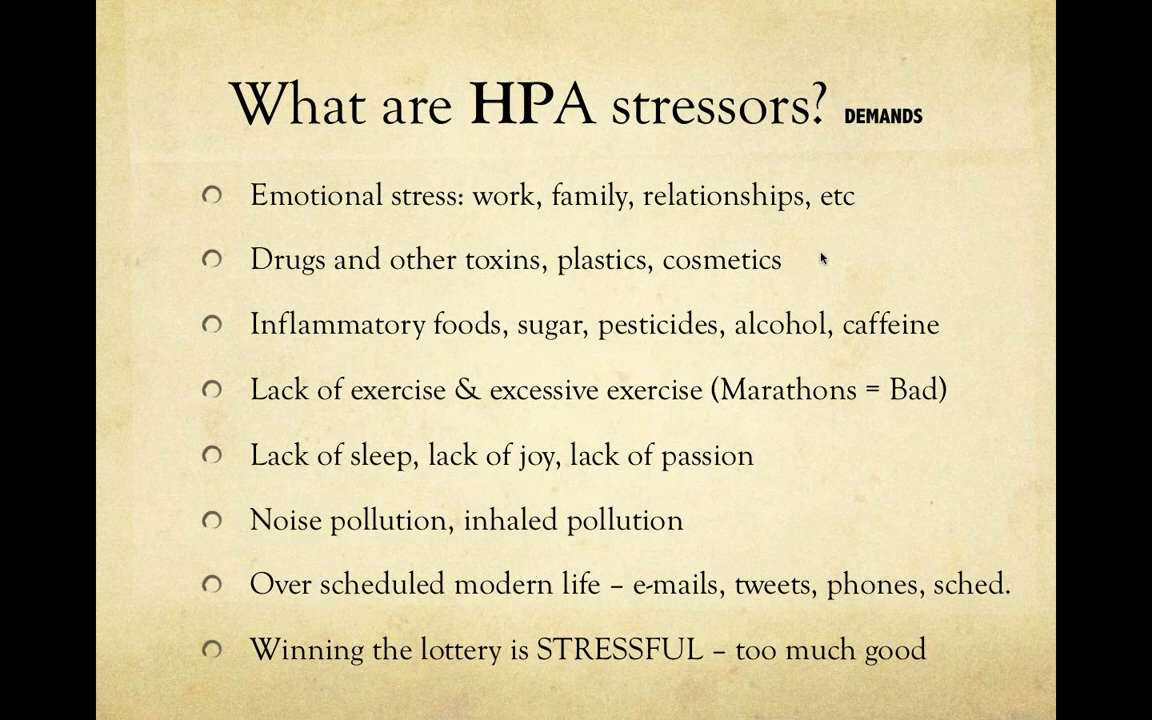 What are HPA stressors? DEMANDS
Emotional stress: work, family, relationships, etc
Drugs and other toxins, plastics, cosmetics
Inflammatory foods, sugar, pesticides, alcohol, caffeine
Lack of exercise & excessive exercise (Marathons = Bad)
Lack of sleep, lack of joy, lack of passion
Noise pollution, inhaled pollution
Over scheduled modern life – e-mails, tweets, phones, sched.
Winning the lottery is STRESSFUL – too much good